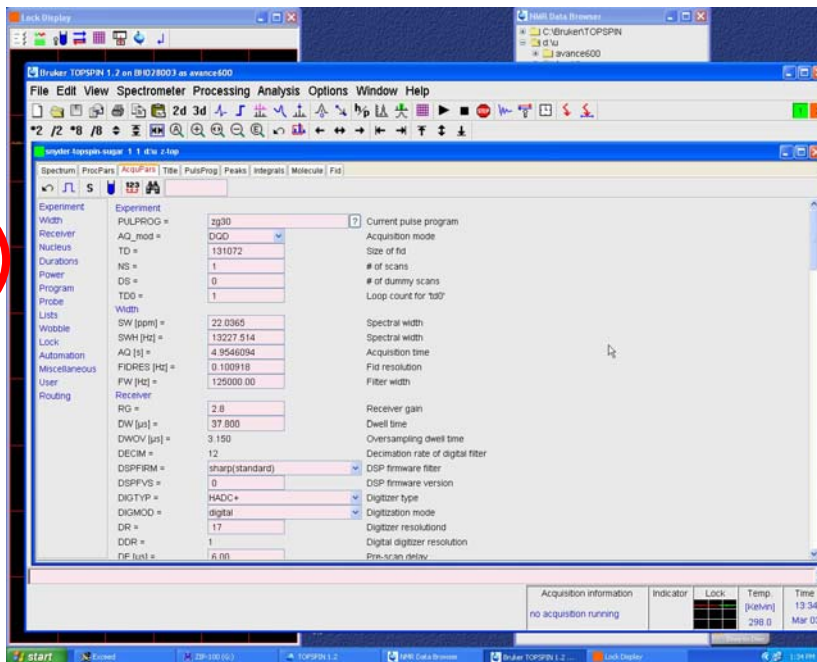 Lock Display
NMR Data Browser
C:\Bruker\TOPSPIN
d:\u
avance600
Bruker TOPSPIN 1.2 on BH028003 as avance600
File Edit View Spectrometer Processing Analysis Options Window Help
2d 3d
*2 /2 *8 /8
snyder-topspin-sugar 1 1 d:\u z-top
Spectrum ProcPars AcquPars Title PulsProg Peaks Integrals Molecule Fid
S 123
Experiment
Width
Receiver
Nucleus
Durations
Power
Program
Probe
Lists
Wobble
Lock
Automation
Miscellaneous
User
Routing
Experiment
PULPROG = zg30 ? Current pulse program
AQ_mod = DQD Acquisition mode
TD = 131072 Size of fid
NS = 1 # of scans
DS = 0 # of dummy scans
TD0 = 1 Loop count for 'td0'
Width
SW [ppm] = 22.0365 Spectral width
SWH [Hz] = 13227.514 Spectral width
AQ [s] = 4.9546094 Acquisition time
FIDRES [Hz] = 0.100918 Fid resolution
FW [Hz] = 125000.00 Filter width
Receiver
RG = 2.8 Receiver gain
DW [µs] = 37.800 Dwell time
DWOV [µs] = 3.150 Oversampling dwell time
DECIM = 12 Decimation rate of digital filter
DSPFIRM = sharp(standard) DSP firmware filter
DSPFVS = 0 DSP firmware version
DIGTYP = HADC+ Digitizer type
DIGMOD = digital Digitization mode
DR = 17 Digitizer resolutiond
DDR = 1 Digital digitizer resolution
DE [us] = 6.00 Pre-scan delay
Acquisition information Indicator Lock Temp. Time
no acquisition running [Kelvin] 13:34
298.0 Mar 03
start Exceed TOPSPIN 1.2 NMR Data Browser Bruker TOPSPIN 1.2 ... Lock Display 1:34 PM